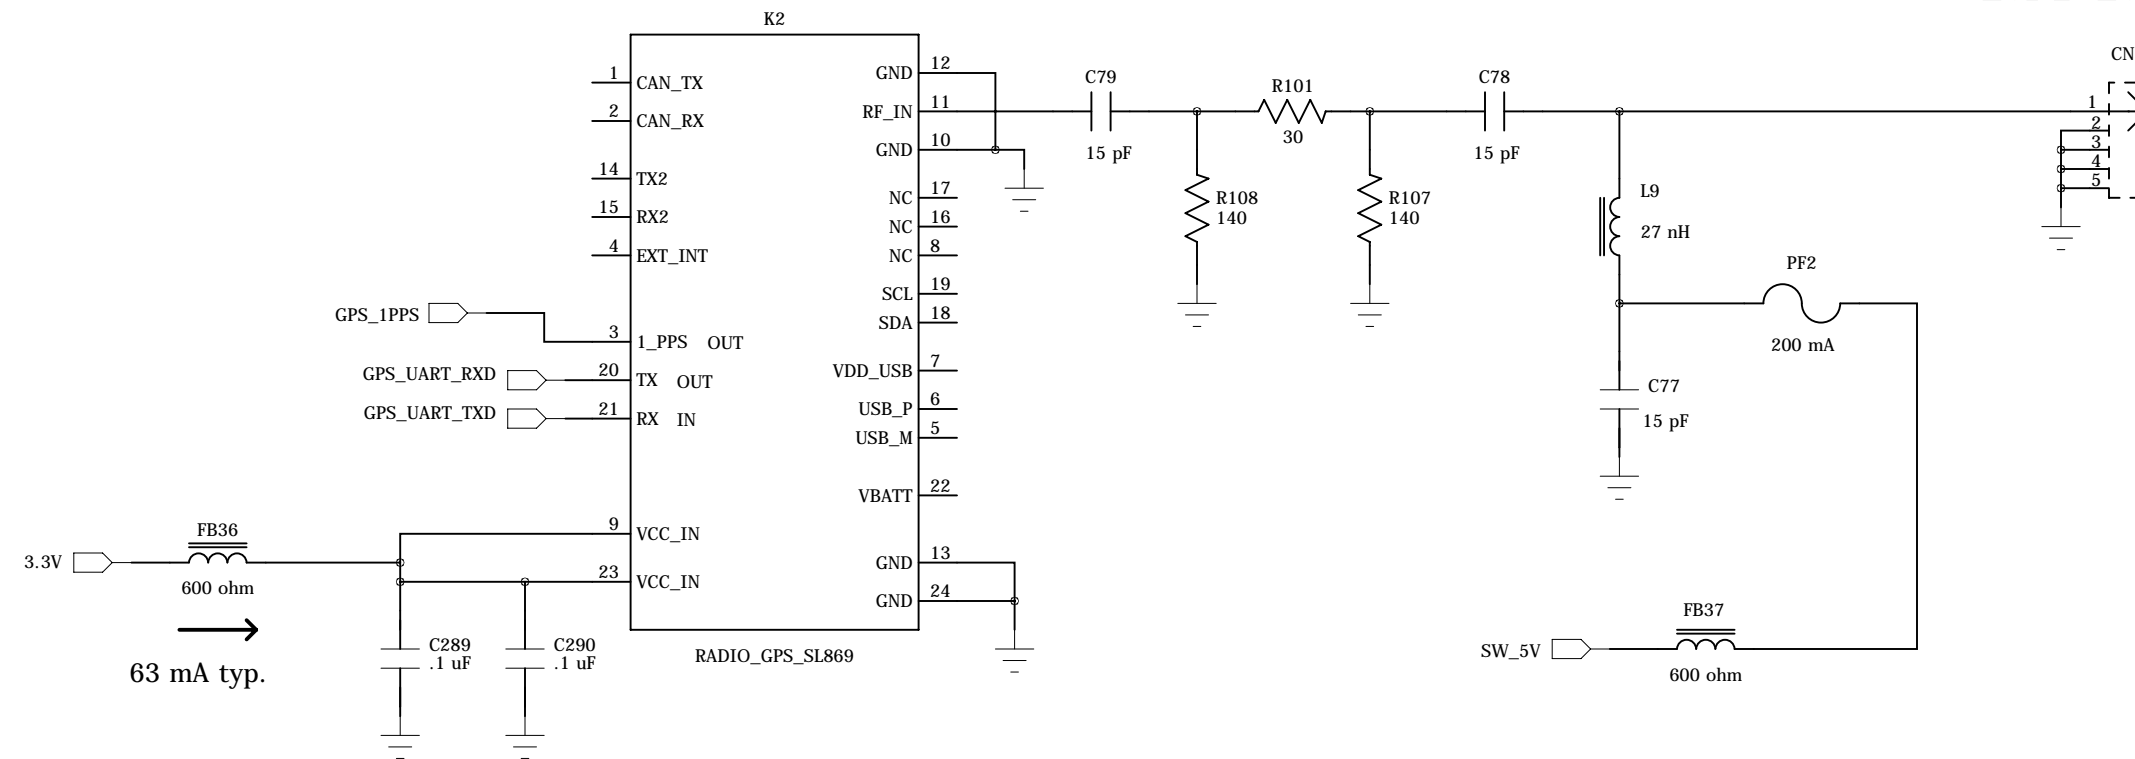 K2
1 CAN_TX
2 CAN_RX
14 TX2
15 RX2
4 EXT_INT
GPS_1PPS
3 1_PPS OUT
GPS_UART_RXD
20 TX OUT
GPS_UART_TXD
21 RX IN
9 VCC_IN
23 VCC_IN
GND 12
RF_IN 11
GND 10
NC 17
NC 16
NC 8
SCL 19
SDA 18
VDD_USB 7
USB_P 6
USB_M 5
VBATT 22
GND 13
GND 24
RADIO_GPS_SL869
3.3V
FB36
600 ohm
63 mA typ.
C289
.1 uF
C290
.1 uF
C79
15 pF
R108
140
R101
30
R107
140
C78
15 pF
L9
27 nH
PF2
200 mA
C77
15 pF
SW_5V
FB37
600 ohm
CN
1
2
3
4
5